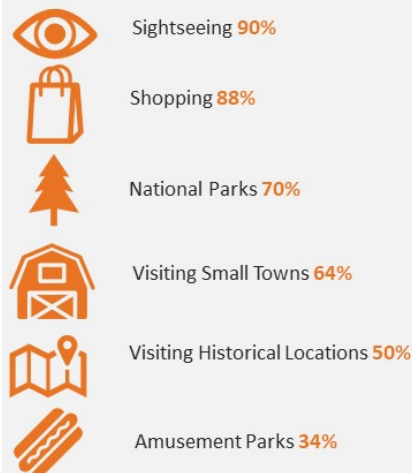 Sightseeing 90%
Shopping 88%
National Parks 70%
Visiting Small Towns 64%
Visiting Historical Locations 50%
Amusement Parks 34%